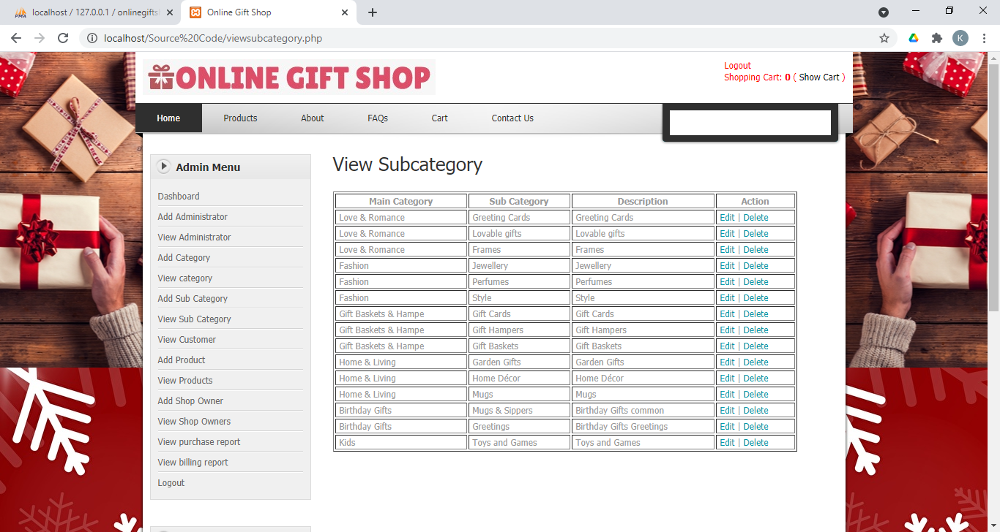 localhost / 127.0.0.1 / onlinegifts
Online Gift Shop
localhost/Source%20Code/viewsubcategory.php
K
ONLINE GIFT SHOP
Logout
Shopping Cart: 0 ( Show Cart )
Home Products About FAQs Cart Contact Us
Admin Menu
Dashboard
Add Administrator
View Administrator
Add Category
View category
Add Sub Category
View Sub Category
View Customer
Add Product
View Products
Add Shop Owner
View Shop Owners
View purchase report
View billing report
Logout
View Subcategory
Main Category Sub Category Description Action
Love & Romance Greeting Cards Greeting Cards Edit | Delete
Love & Romance Lovable gifts Lovable gifts Edit | Delete
Love & Romance Frames Frames Edit | Delete
Fashion Jewellery Jewellery Edit | Delete
Fashion Perfumes Perfumes Edit | Delete
Fashion Style Style Edit | Delete
Gift Baskets & Hampe Gift Cards Gift Cards Edit | Delete
Gift Baskets & Hampe Gift Hampers Gift Hampers Edit | Delete
Gift Baskets & Hampe Gift Baskets Gift Baskets Edit | Delete
Home & Living Garden Gifts Garden Gifts Edit | Delete
Home & Living Home Décor Home Décor Edit | Delete
Home & Living Mugs Mugs Edit | Delete
Birthday Gifts Mugs & Sippers Birthday Gifts common Edit | Delete
Birthday Gifts Greetings Birthday Gifts Greetings Edit | Delete
Kids Toys and Games Toys and Games Edit | Delete